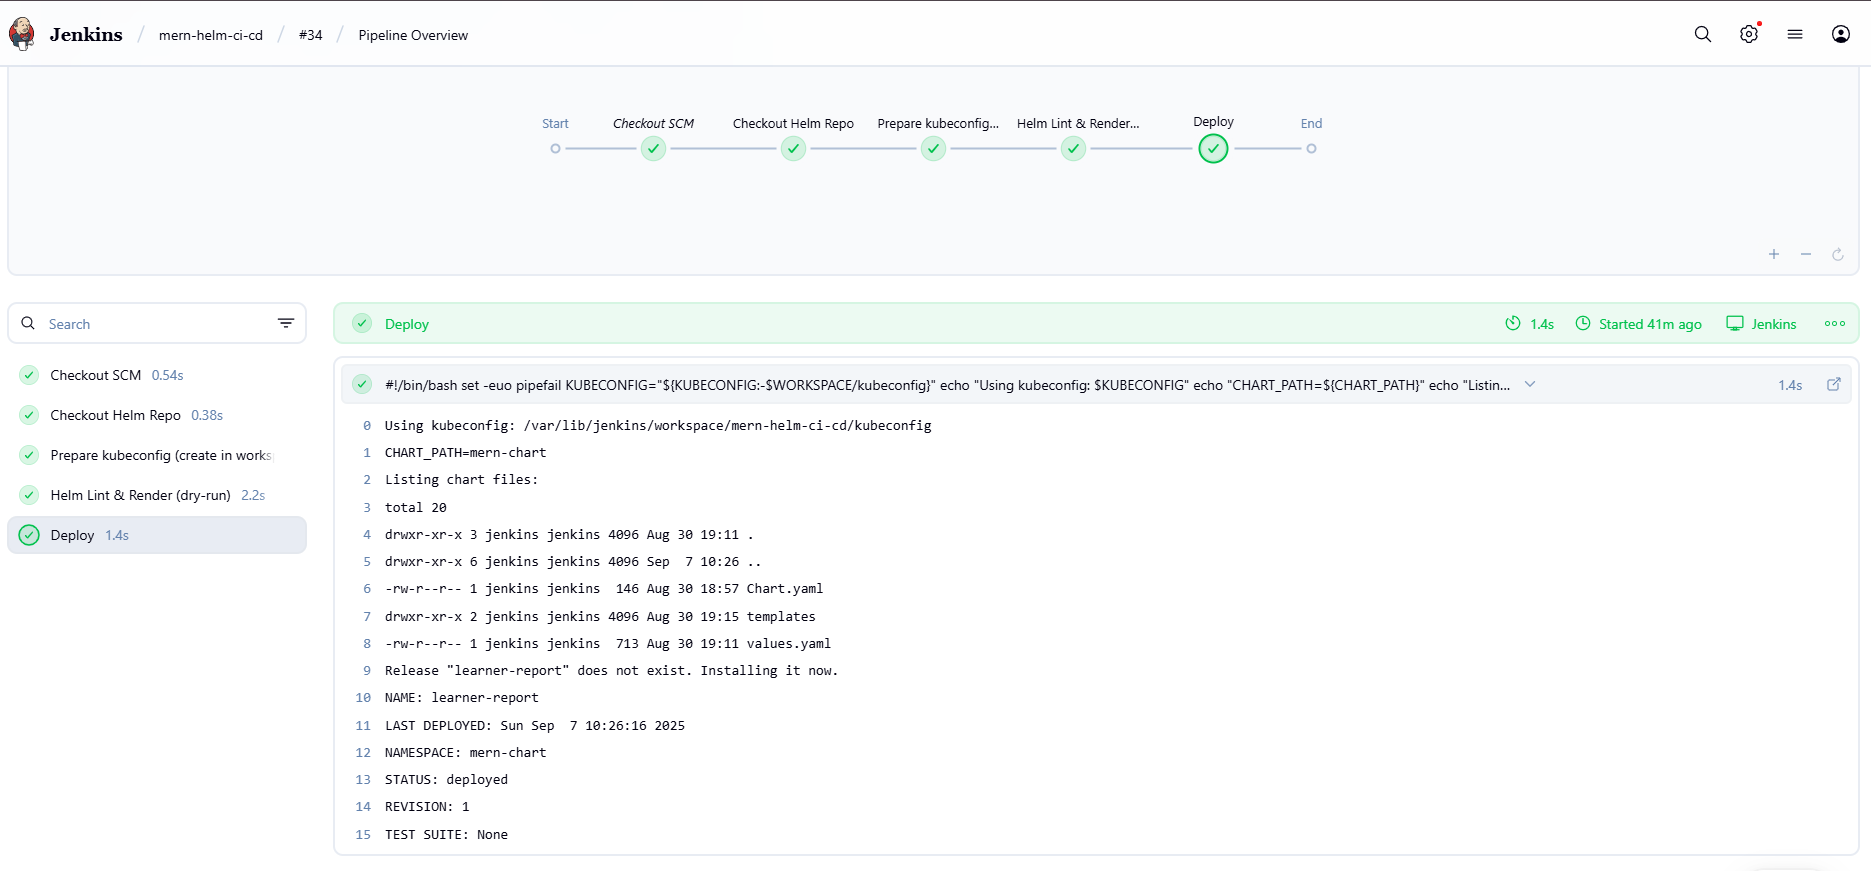 Jenkins / mern-helm-ci-cd / #34 / Pipeline Overview
Start Checkout SCM Checkout Helm Repo Prepare kubeconfig... Helm Lint & Render... Deploy End
Search
Checkout SCM 0.54s
Checkout Helm Repo 0.38s
Prepare kubeconfig (create in works
Helm Lint & Render (dry-run) 2.2s
Deploy 1.4s
Deploy 1.4s Started 41m ago Jenkins
#!/bin/bash set -euo pipefail KUBECONFIG="${KUBECONFIG:-$WORKSPACE/kubeconfig}" echo "Using kubeconfig: $KUBECONFIG" echo "CHART_PATH=${CHART_PATH}" echo "Listin... 1.4s
0 Using kubeconfig: /var/lib/jenkins/workspace/mern-helm-ci-cd/kubeconfig
1 CHART_PATH=mern-chart
2 Listing chart files:
3 total 20
4 drwxr-xr-x 3 jenkins jenkins 4096 Aug 30 19:11 .
5 drwxr-xr-x 6 jenkins jenkins 4096 Sep  7 10:26 ..
6 -rw-r--r-- 1 jenkins jenkins  146 Aug 30 18:57 Chart.yaml
7 drwxr-xr-x 2 jenkins jenkins 4096 Aug 30 19:15 templates
8 -rw-r--r-- 1 jenkins jenkins  713 Aug 30 19:11 values.yaml
9 Release "learner-report" does not exist. Installing it now.
10 NAME: learner-report
11 LAST DEPLOYED: Sun Sep  7 10:26:16 2025
12 NAMESPACE: mern-chart
13 STATUS: deployed
14 REVISION: 1
15 TEST SUITE: None